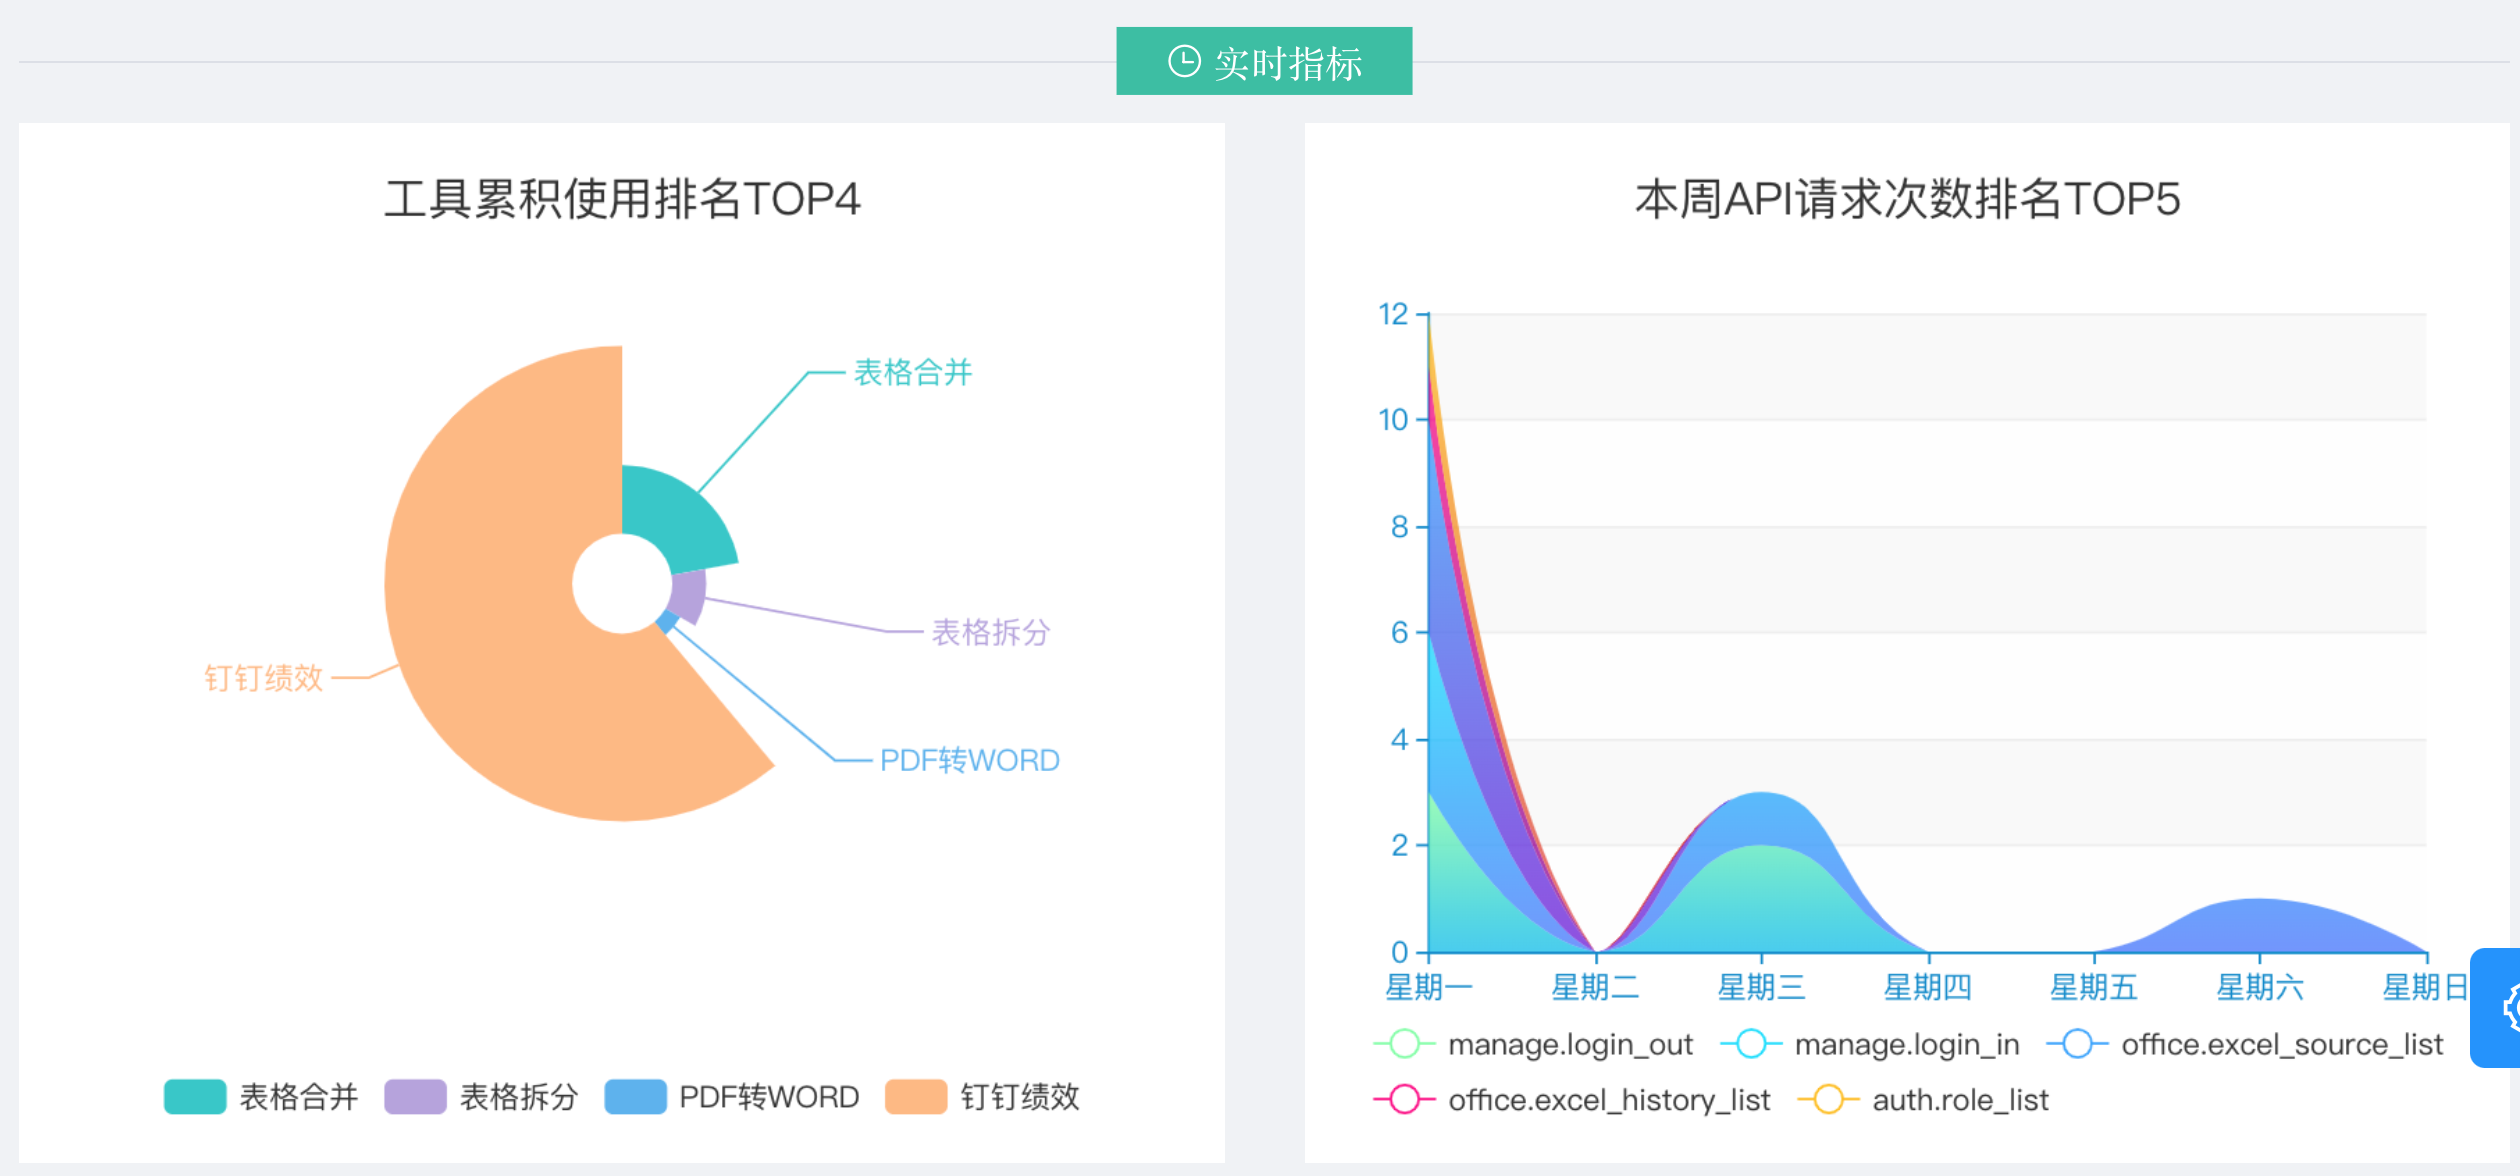 实时指标
工具累积使用排名TOP4
表格合并
表格拆分
钉钉绩效
PDF转WORD
表格合并 表格拆分 PDF转WORD 钉钉绩效
本周API请求次数排名TOP5
12
10
8
6
4
2
0
星期一 星期二 星期三 星期四 星期五 星期六 星期日
manage.login_out manage.login_in office.excel_source_list
office.excel_history_list auth.role_list